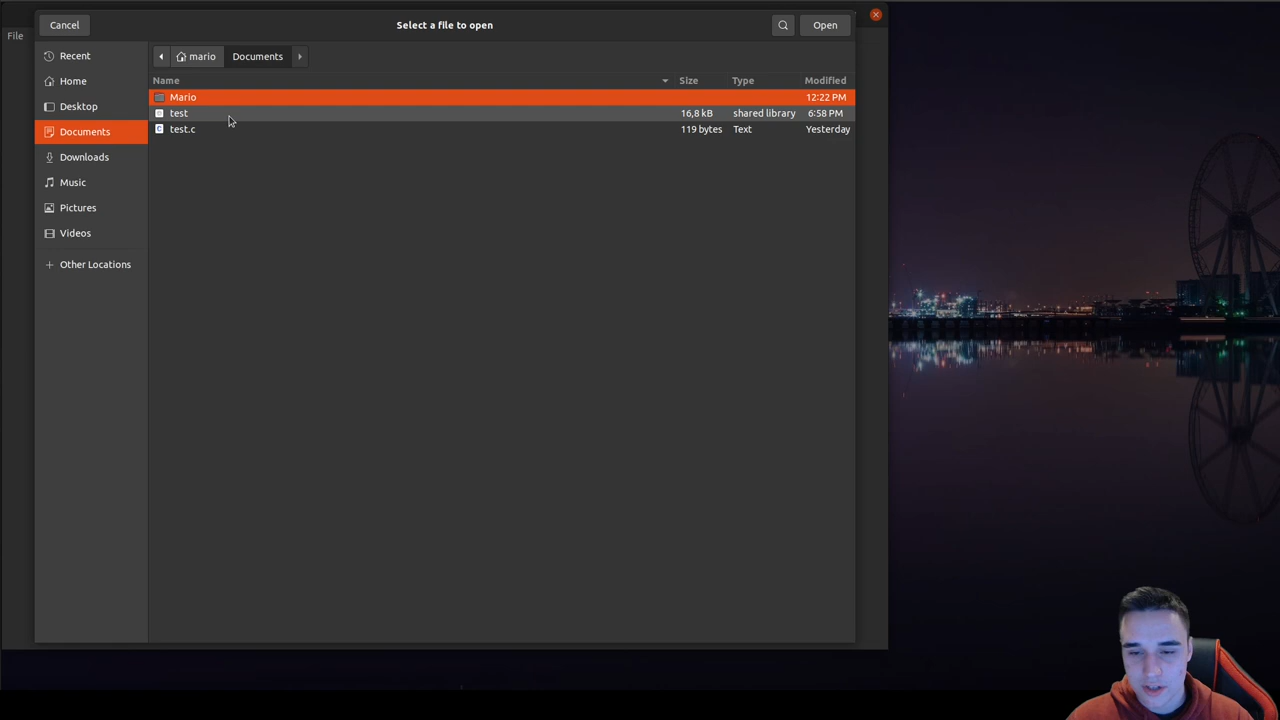 Cancel
Select a file to open
Open
File
Recent
Home
Desktop
Documents
Downloads
Music
Pictures
Videos
Other Locations
mario
Documents
Name Size Type Modified
Mario 12:22 PM
test 16,8 kB shared library 6:58 PM
test.c 119 bytes Text Yesterday